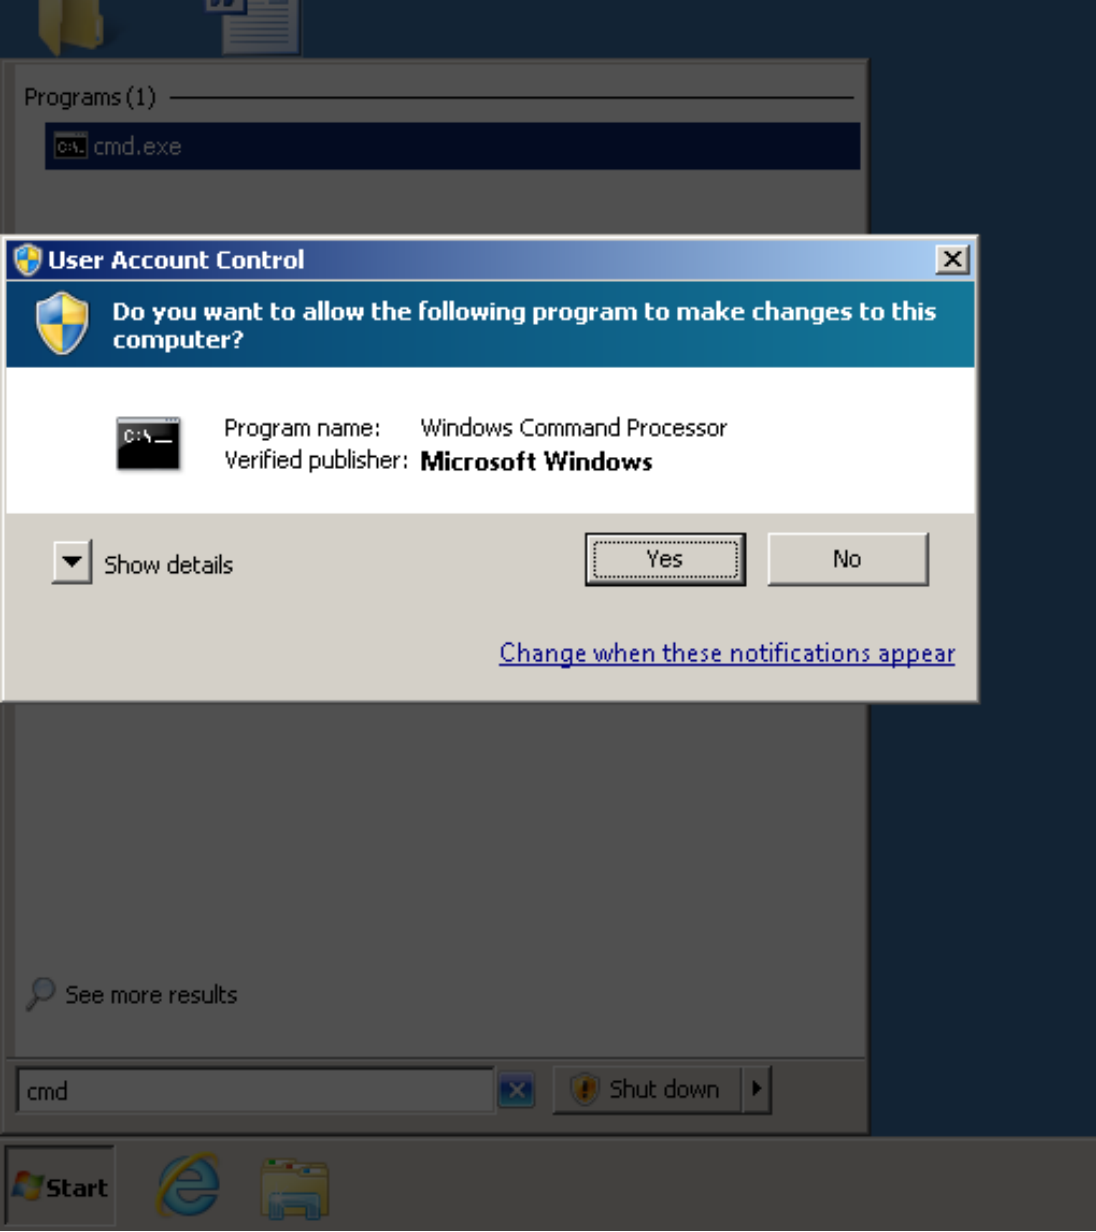 W
Programs (1)
C:\. cmd.exe
User Account Control
Do you want to allow the following program to make changes to this
computer?
C:\_
Program name: Windows Command Processor
Verified publisher: Microsoft Windows
Show details
Yes
No
Change when these notifications appear
See more results
cmd
Shut down
Start